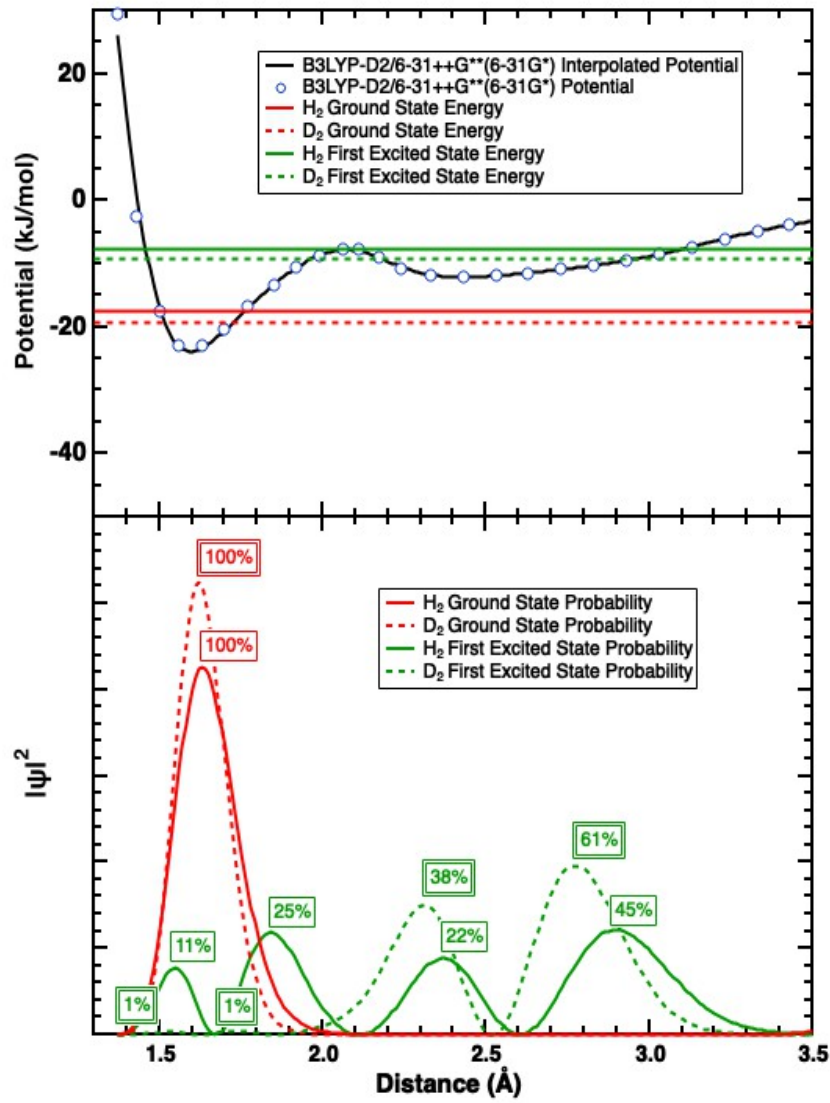 20
0
-20
-40
Potential (kJ/mol)
B3LYP-D2/6-31++G**(6-31G*) Interpolated Potential
B3LYP-D2/6-31++G**(6-31G*) Potential
H₂ Ground State Energy
D₂ Ground State Energy
H₂ First Excited State Energy
D₂ First Excited State Energy
100%
100%
H₂ Ground State Probability
D₂ Ground State Probability
H₂ First Excited State Probability
D₂ First Excited State Probability
|ψ|²
61%
38%
25%
45%
22%
11%
1%
1%
1.5
2.0
2.5
3.0
3.5
Distance (Å)